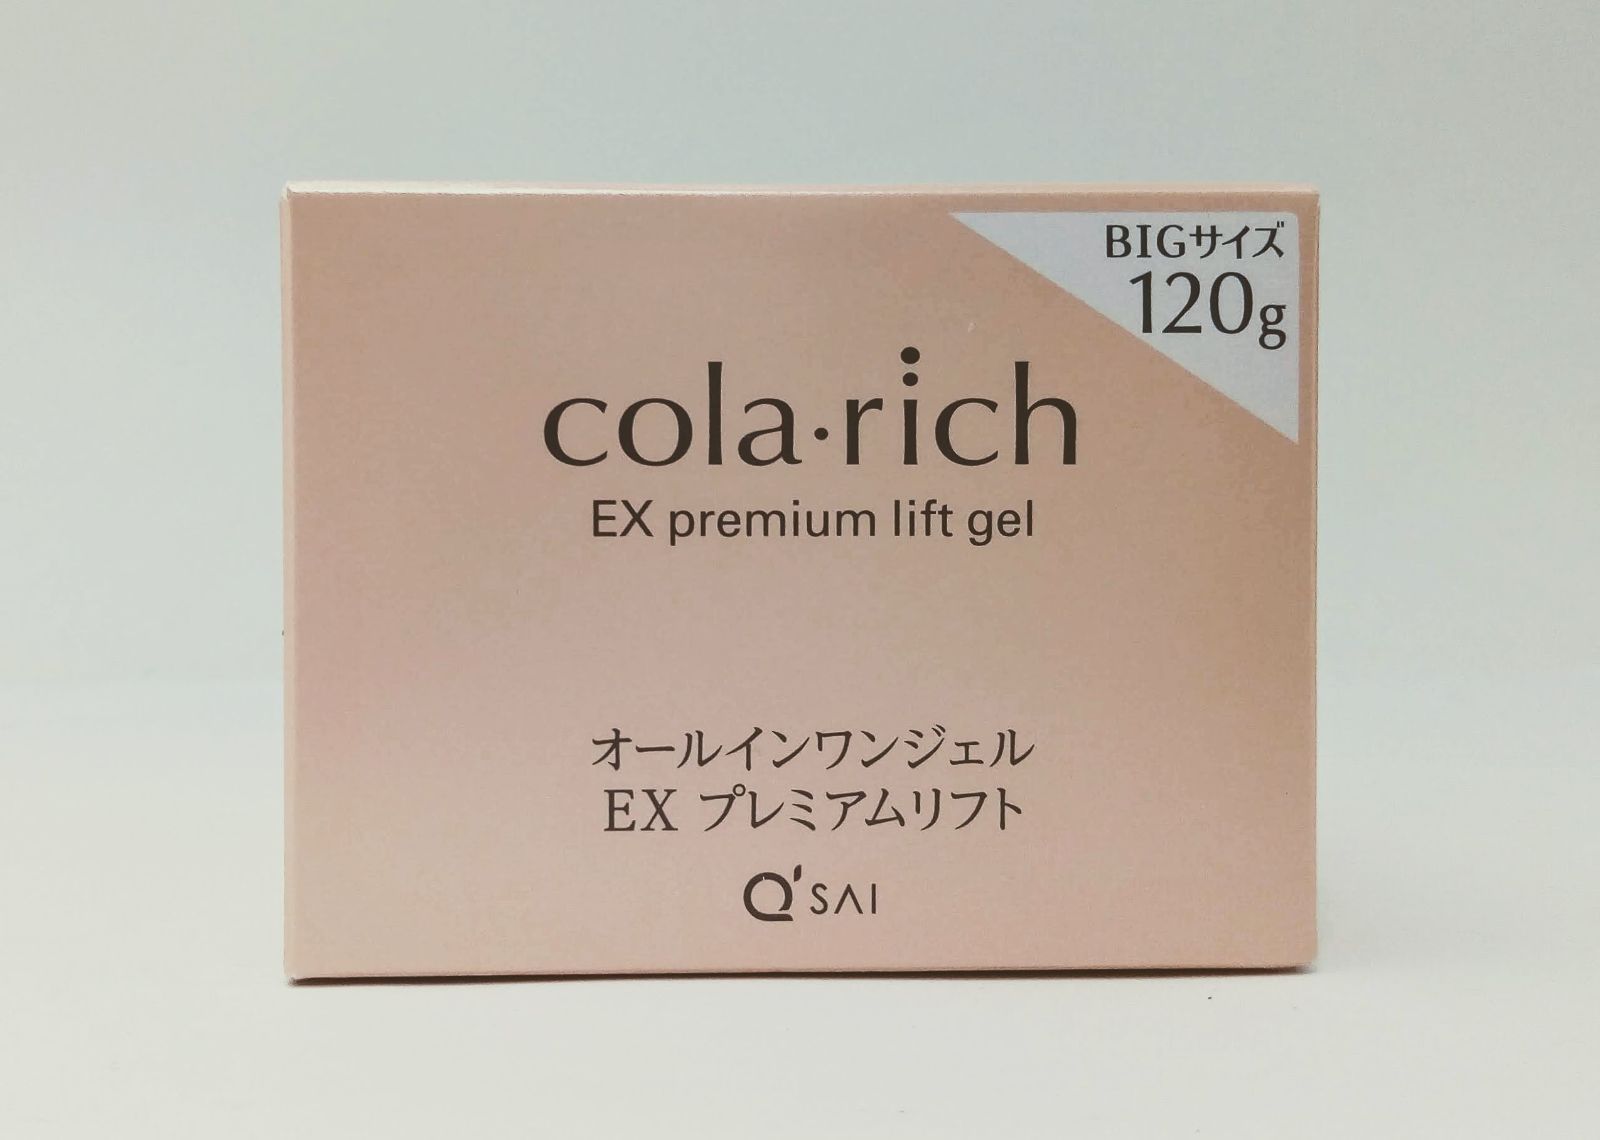 BIGサイズ
120g
cola·rich
EX premium lift gel
オールインワンジェル
EX プレミアムリフト
Q'SAI